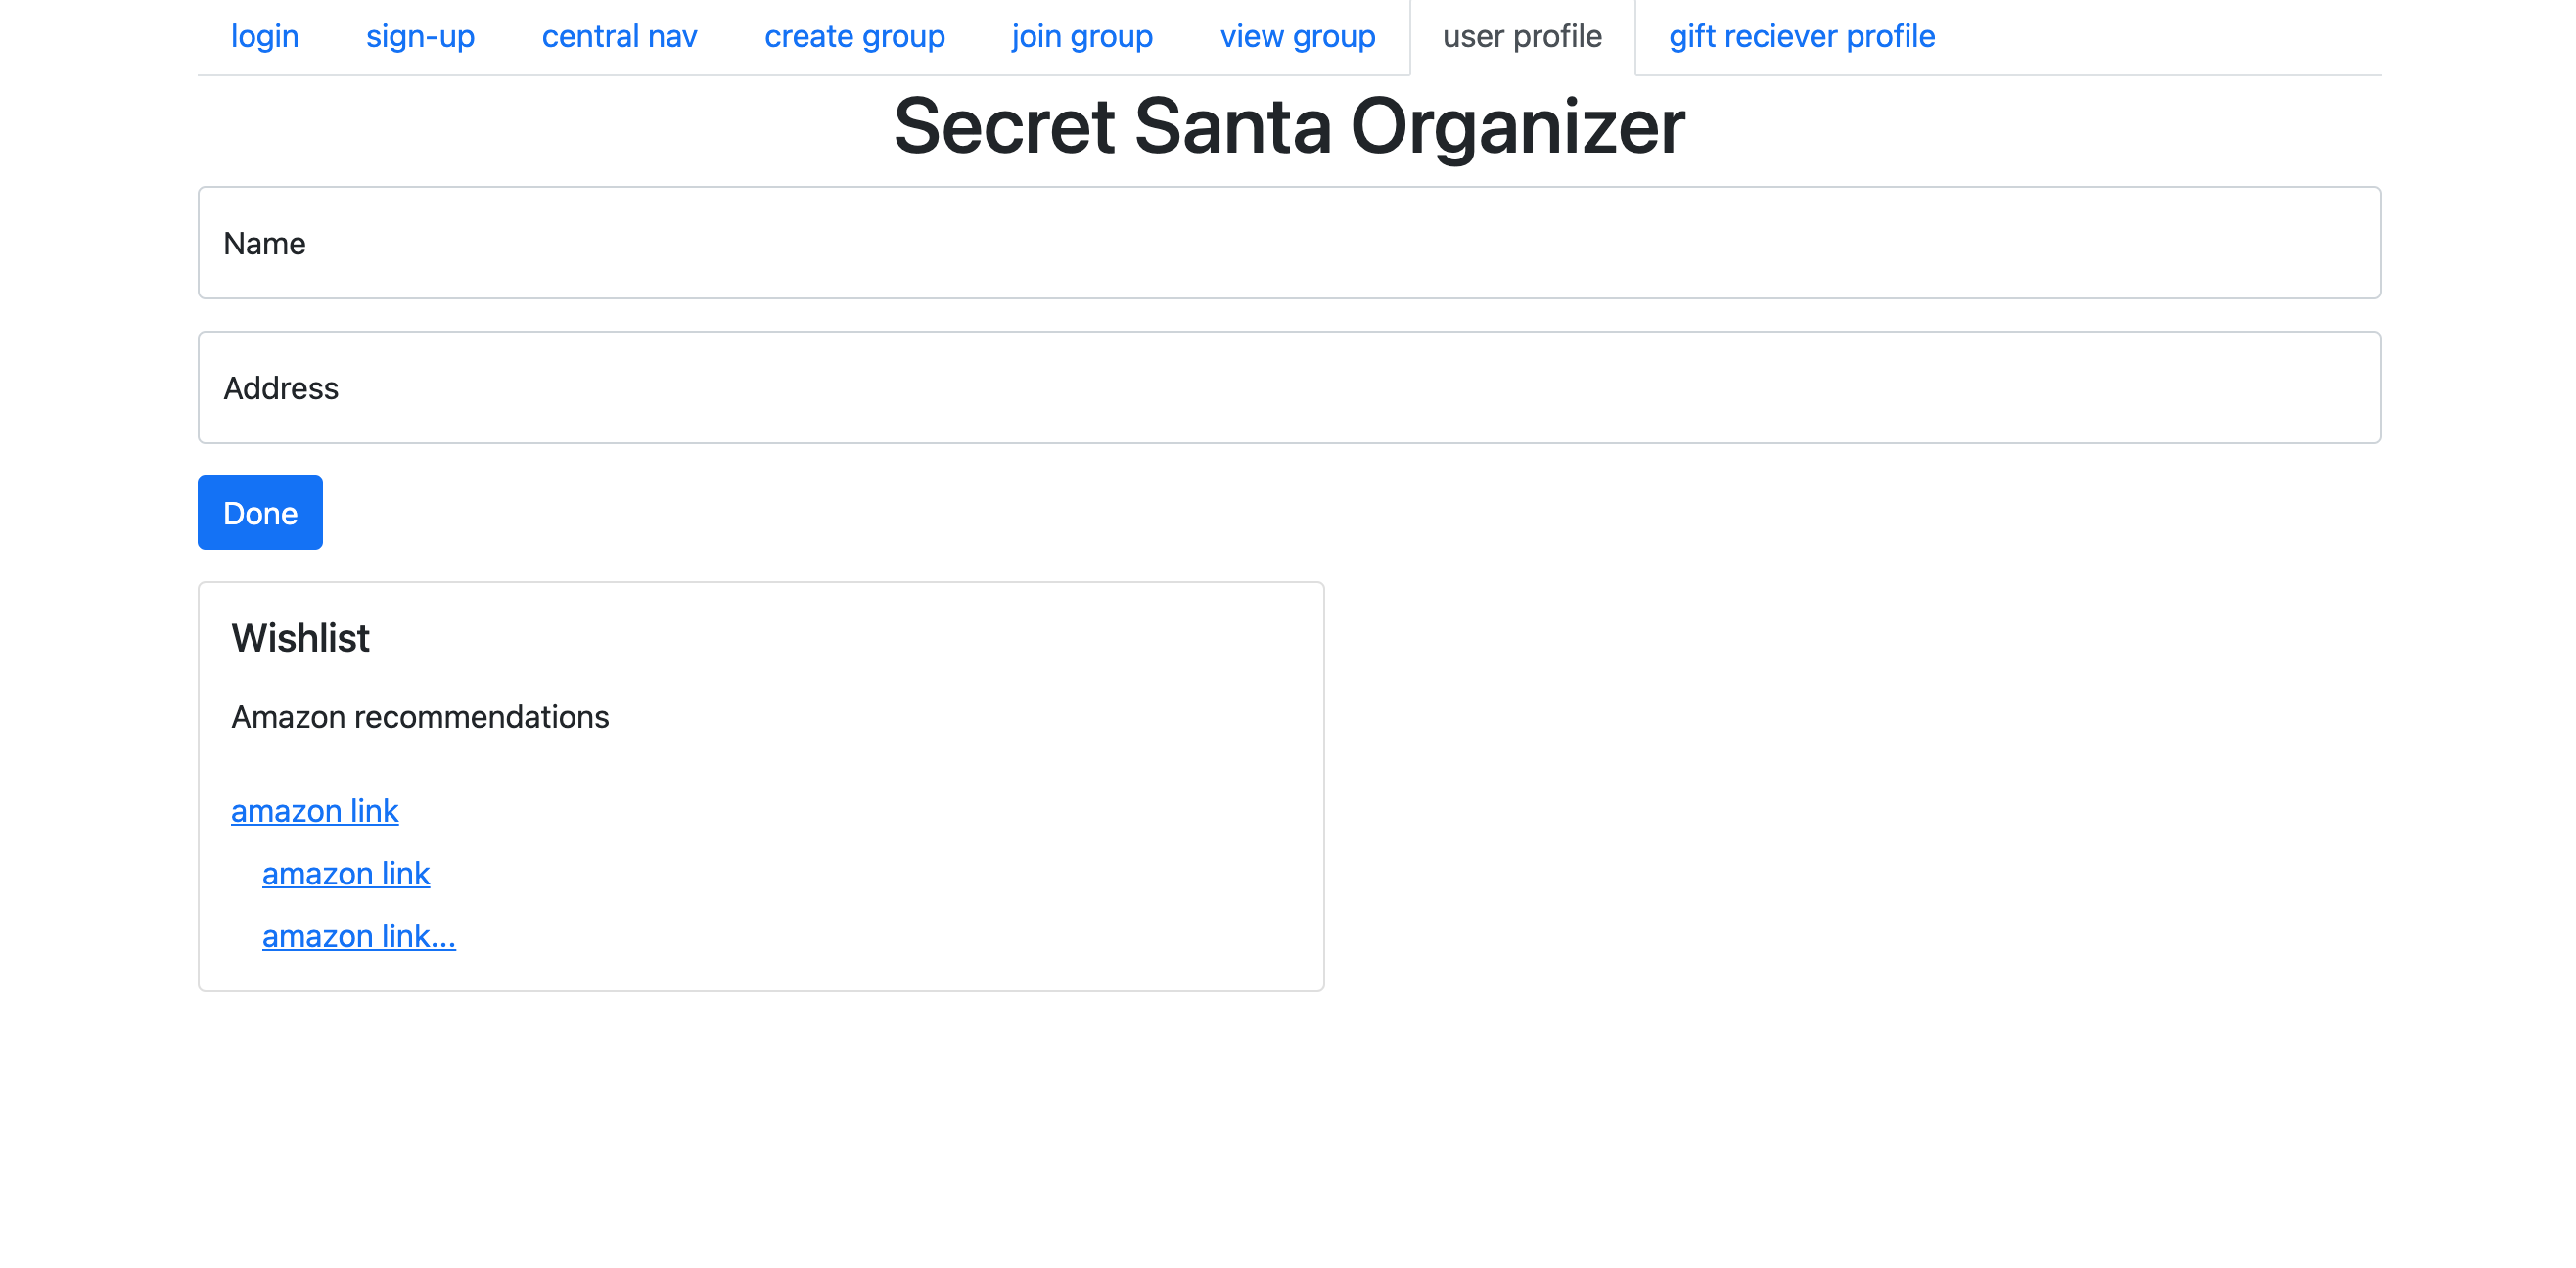 login sign-up central nav create group join group view group user profile gift reciever profile
Secret Santa Organizer
Name
Address
Done
Wishlist
Amazon recommendations
amazon link
amazon link
amazon link...